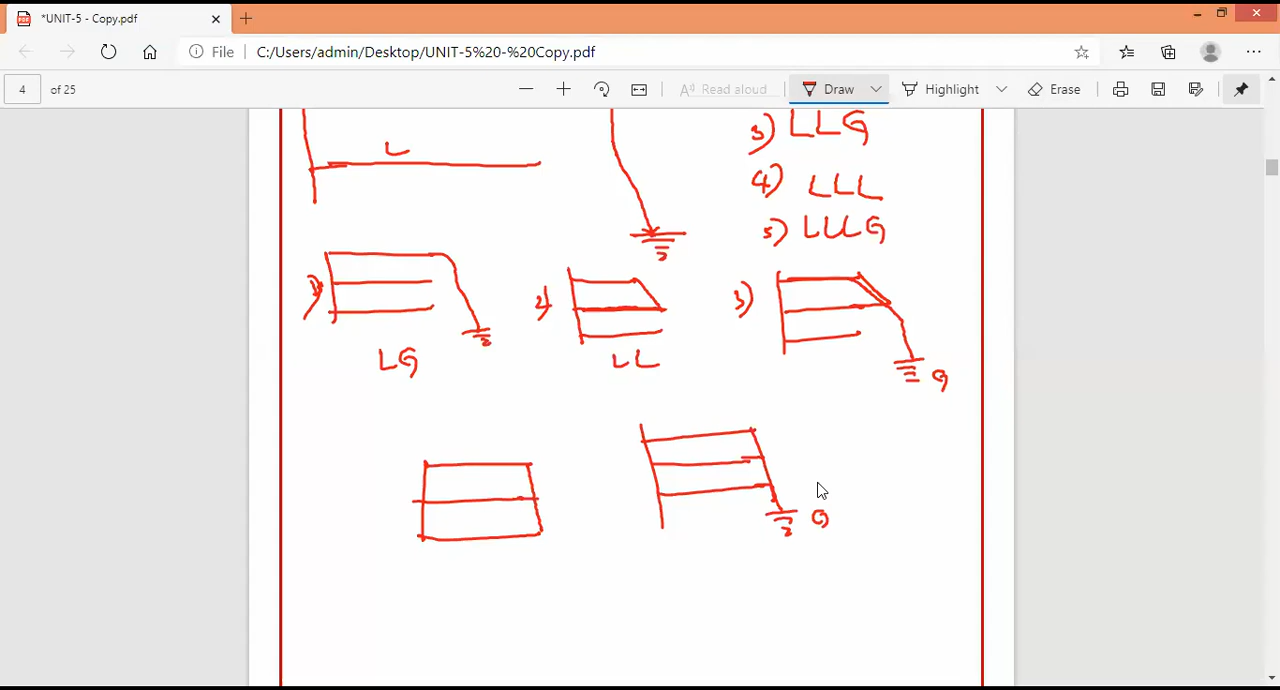 *UNIT-5 - Copy.pdf
File C:/Users/admin/Desktop/UNIT-5%20-%20Copy.pdf
4 of 25 Read aloud Draw Highlight Erase
L
3) LLG
4) LLL
5) LLLG
1)
2)
3)
LG
LL
G
G